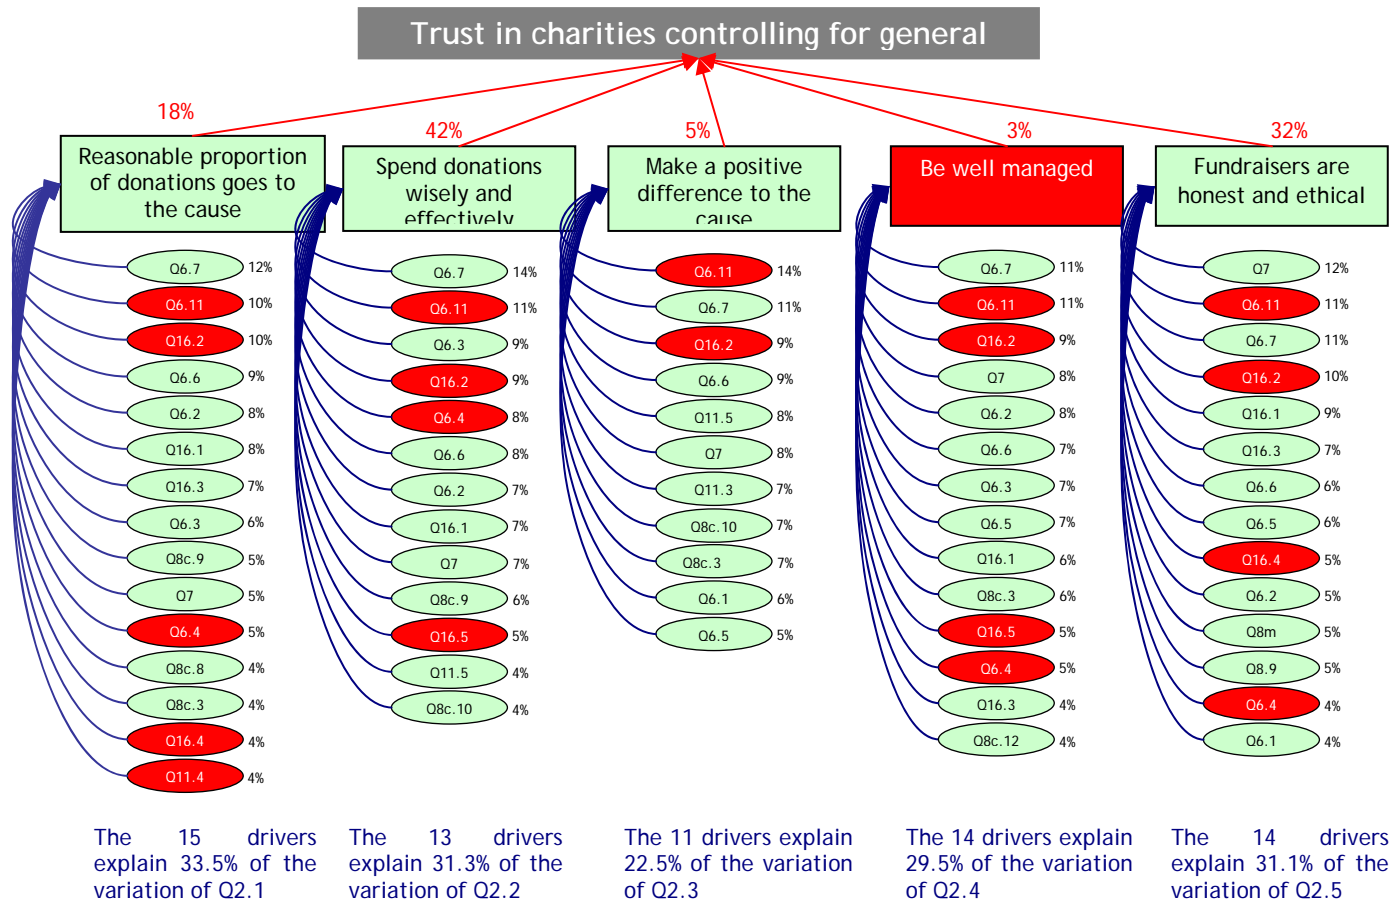 Trust in charities controlling for general
18%
42%
5%
3%
32%
Reasonable proportion
of donations goes to
the cause
Spend donations
wisely and
effectively
Make a positive
difference to the
cause
Be well managed
Fundraisers are
honest and ethical
Q6.7 12%
Q6.11 10%
Q16.2 10%
Q6.6 9%
Q6.2 8%
Q16.1 8%
Q16.3 7%
Q6.3 6%
Q8c.9 5%
Q7 5%
Q6.4 5%
Q8c.8 4%
Q8c.3 4%
Q16.4 4%
Q11.4 4%
Q6.7 14%
Q6.11 11%
Q6.3 9%
Q16.2 9%
Q6.4 8%
Q6.6 8%
Q6.2 7%
Q16.1 7%
Q7 7%
Q8c.9 6%
Q16.5 5%
Q11.5 4%
Q8c.10 4%
Q6.11 14%
Q6.7 11%
Q16.2 9%
Q6.6 9%
Q11.5 8%
Q7 8%
Q11.3 7%
Q8c.10 7%
Q8c.3 7%
Q6.1 6%
Q6.5 5%
Q6.7 11%
Q6.11 11%
Q16.2 9%
Q7 8%
Q6.2 8%
Q6.6 7%
Q6.3 7%
Q6.5 7%
Q16.1 6%
Q8c.3 6%
Q16.5 5%
Q6.4 5%
Q16.3 4%
Q8c.12 4%
Q7 12%
Q6.11 11%
Q6.7 11%
Q16.2 10%
Q16.1 9%
Q16.3 7%
Q6.6 6%
Q6.5 6%
Q16.4 5%
Q6.2 5%
Q8m 5%
Q8.9 5%
Q6.4 4%
Q6.1 4%
The 15 drivers
explain 33.5% of the
variation of Q2.1
The 13 drivers
explain 31.3% of the
variation of Q2.2
The 11 drivers explain
22.5% of the variation
of Q2.3
The 14 drivers explain
29.5% of the variation
of Q2.4
The 14 drivers
explain 31.1% of the
variation of Q2.5